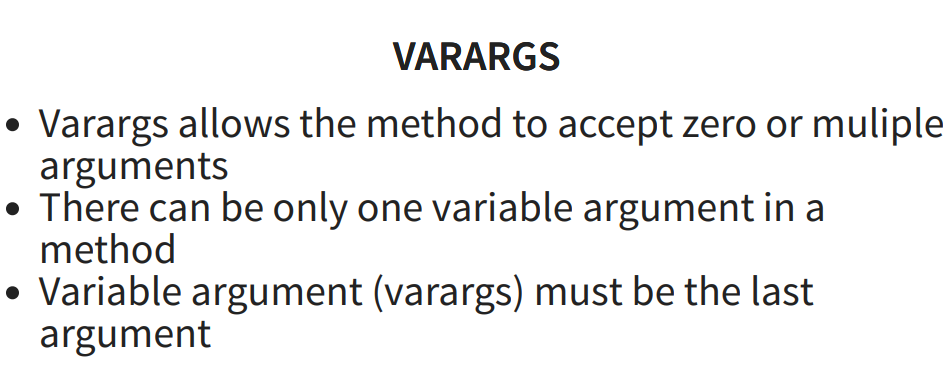 VARARGS
• Varargs allows the method to accept zero or muliple
arguments
• There can be only one variable argument in a
method
• Variable argument (varargs) must be the last
argument